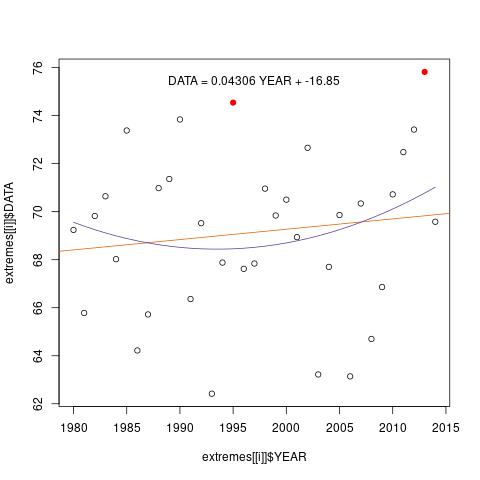 DATA = 0.04306 YEAR + -16.85
76
74
72
70
68
66
64
62
extremes[[i]]$DATA
1980 1985 1990 1995 2000 2005 2010 2015
extremes[[i]]$YEAR